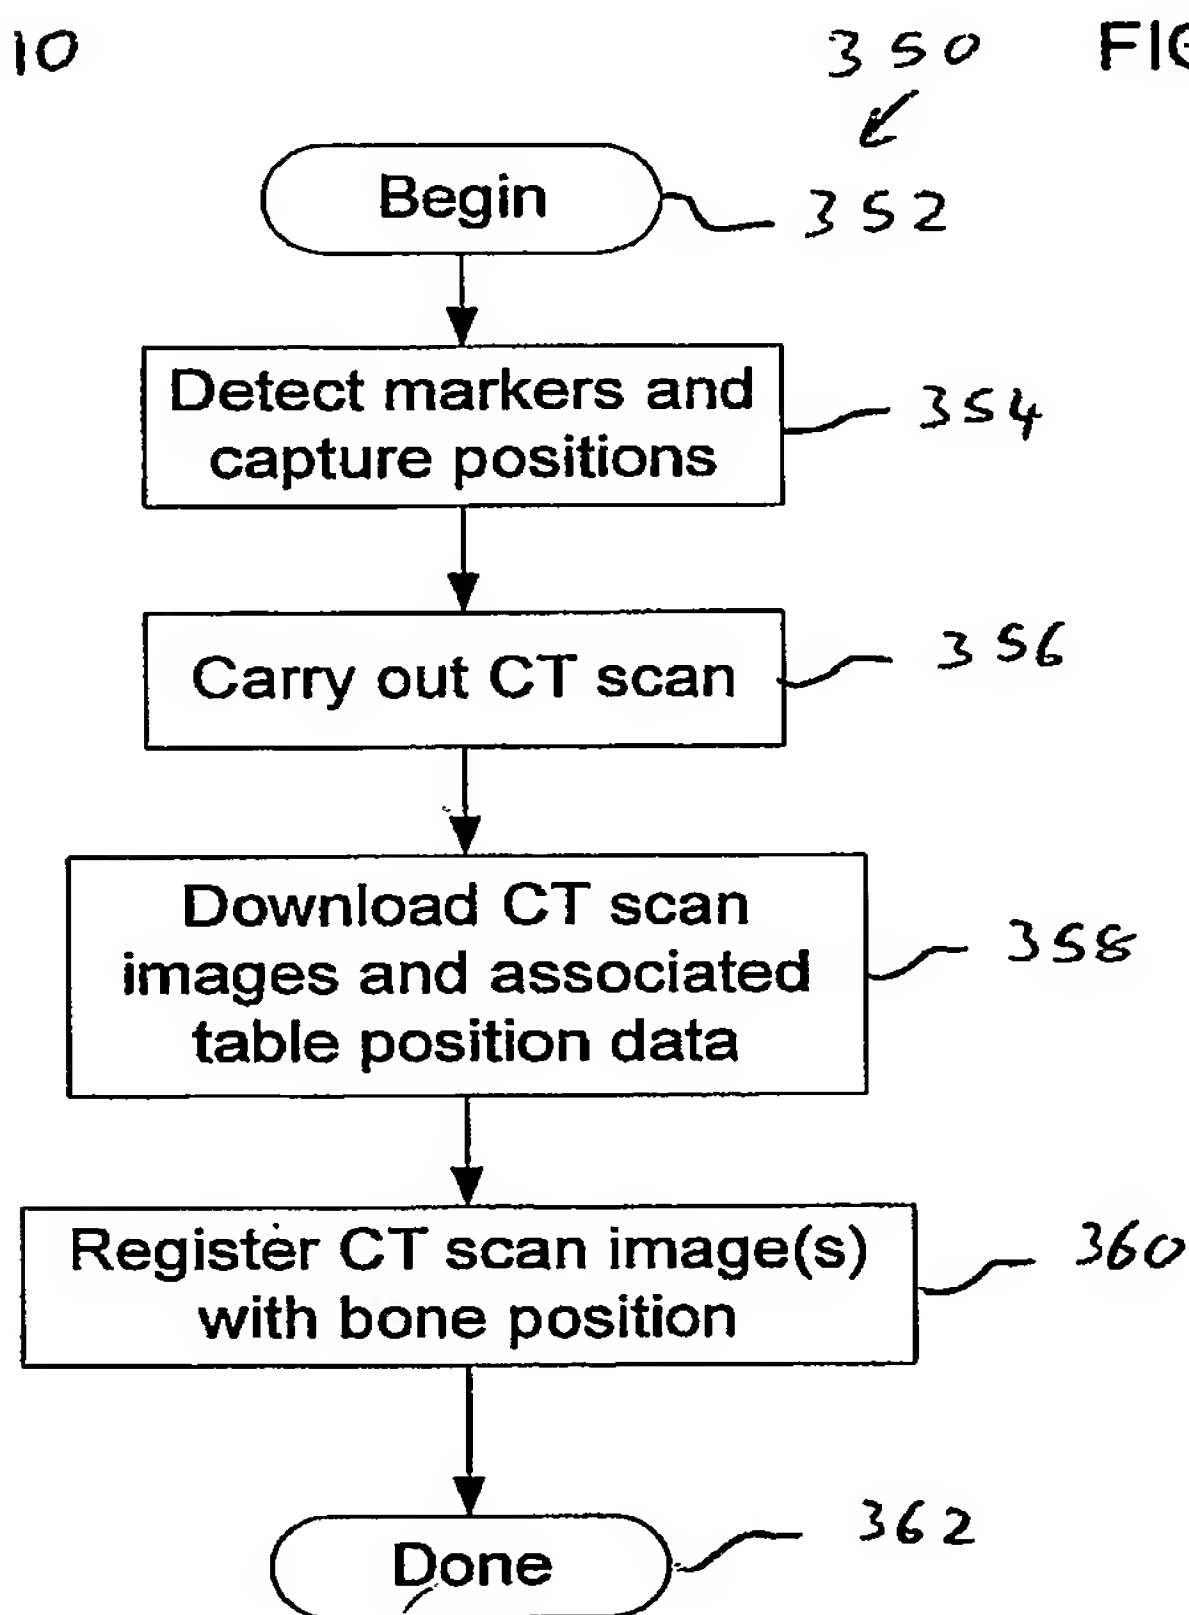 10
350
FIG
Begin
352
Detect markers and
capture positions
354
Carry out CT scan
356
Download CT scan
images and associated
table position data
358
Register CT scan image(s)
with bone position
360
Done
362